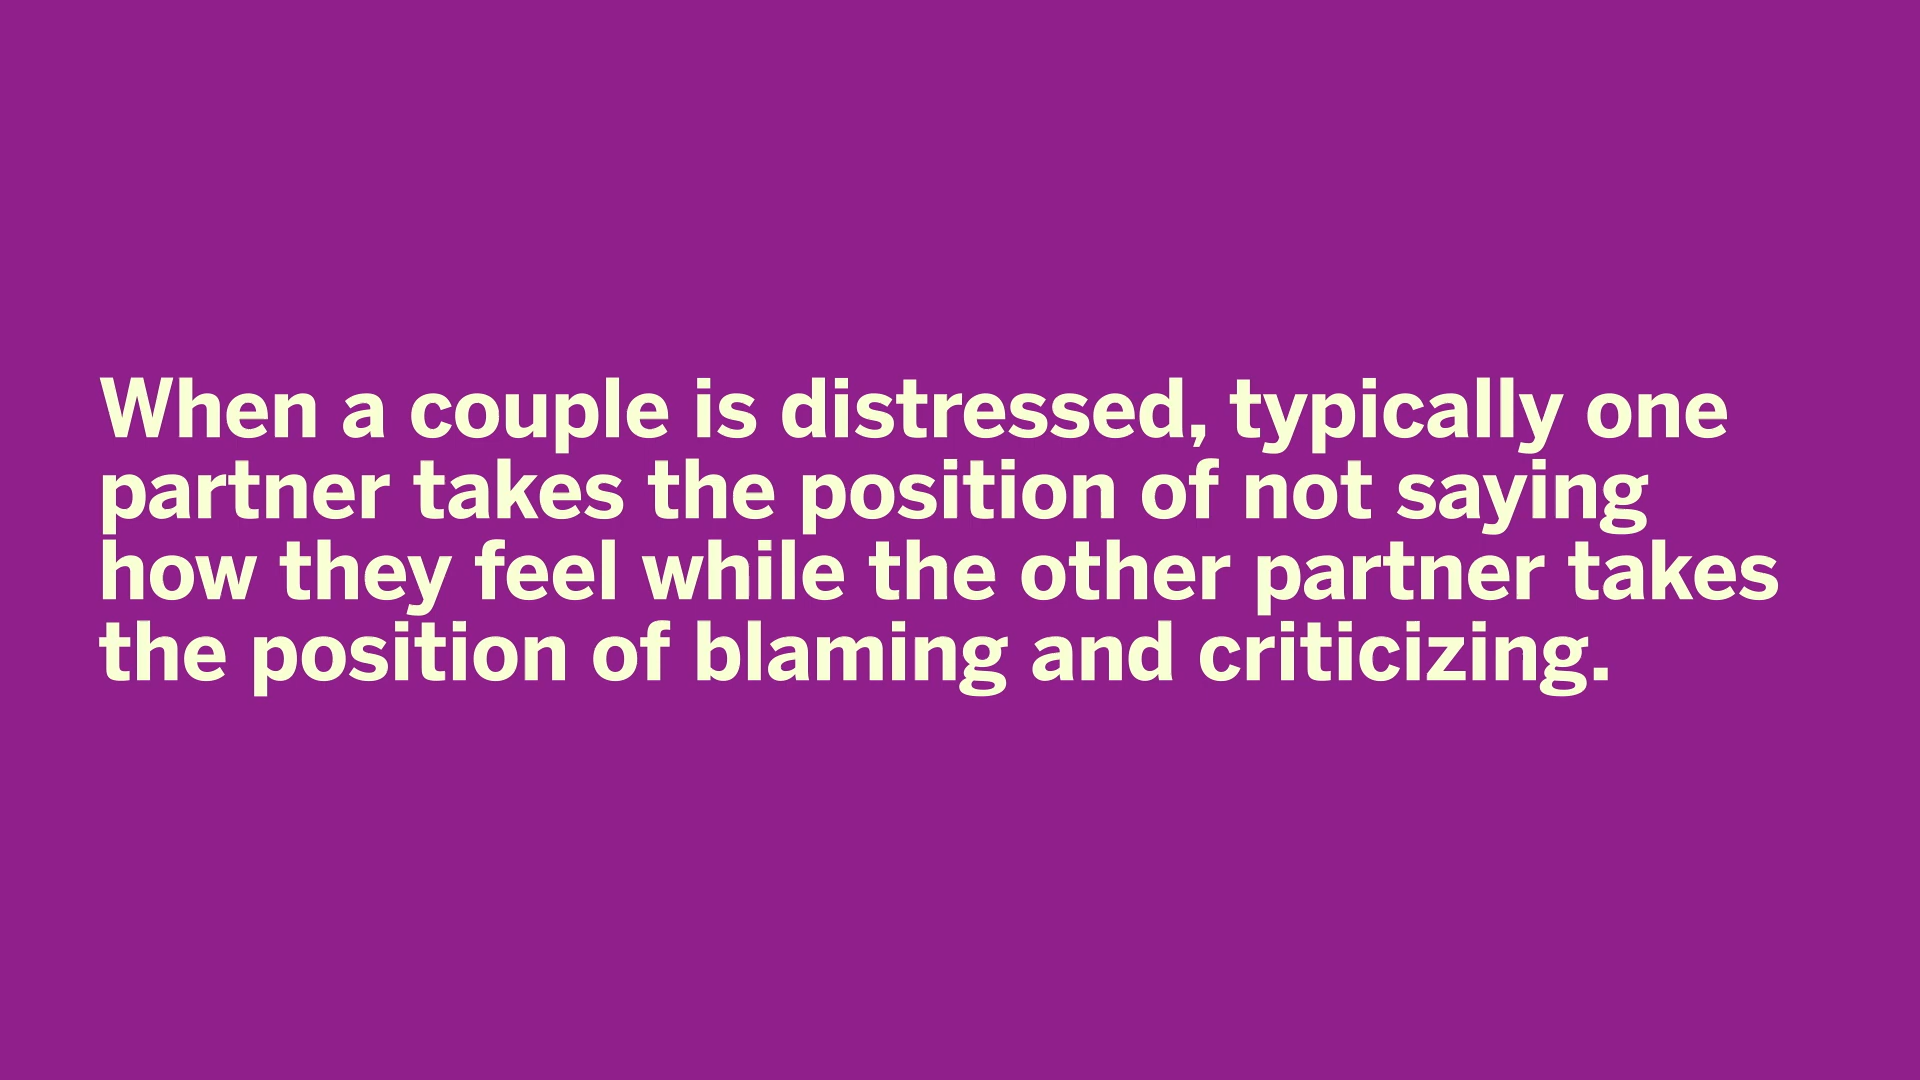 When a couple is distressed, typically one
partner takes the position of not saying
how they feel while the other partner takes
the position of blaming and criticizing.